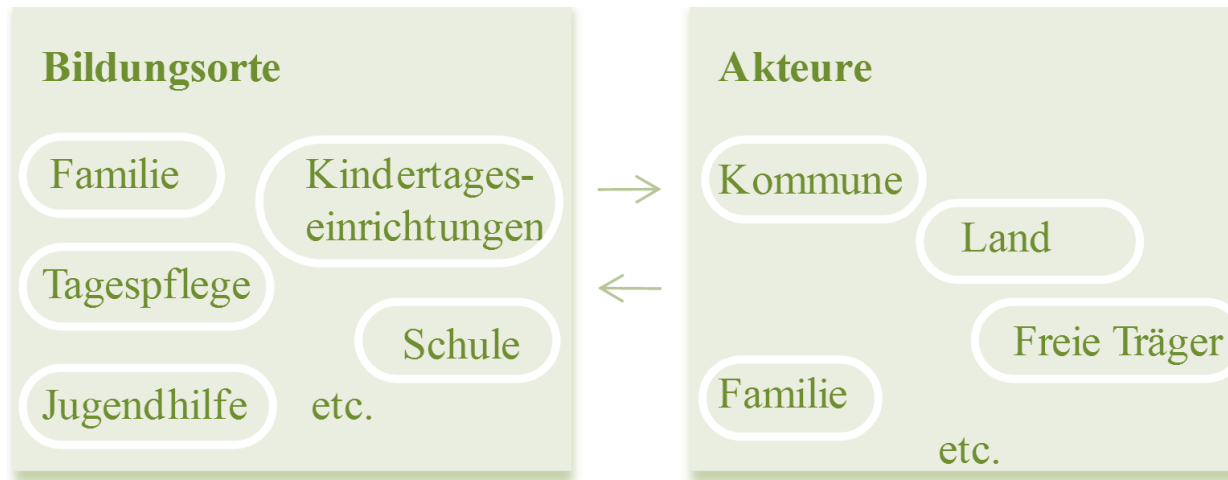 Bildungsorte
Familie
Kindertages-
einrichtungen
Tagespflege
Schule
Jugendhilfe
etc.
Akteure
Kommune
Land
Freie Träger
Familie
etc.